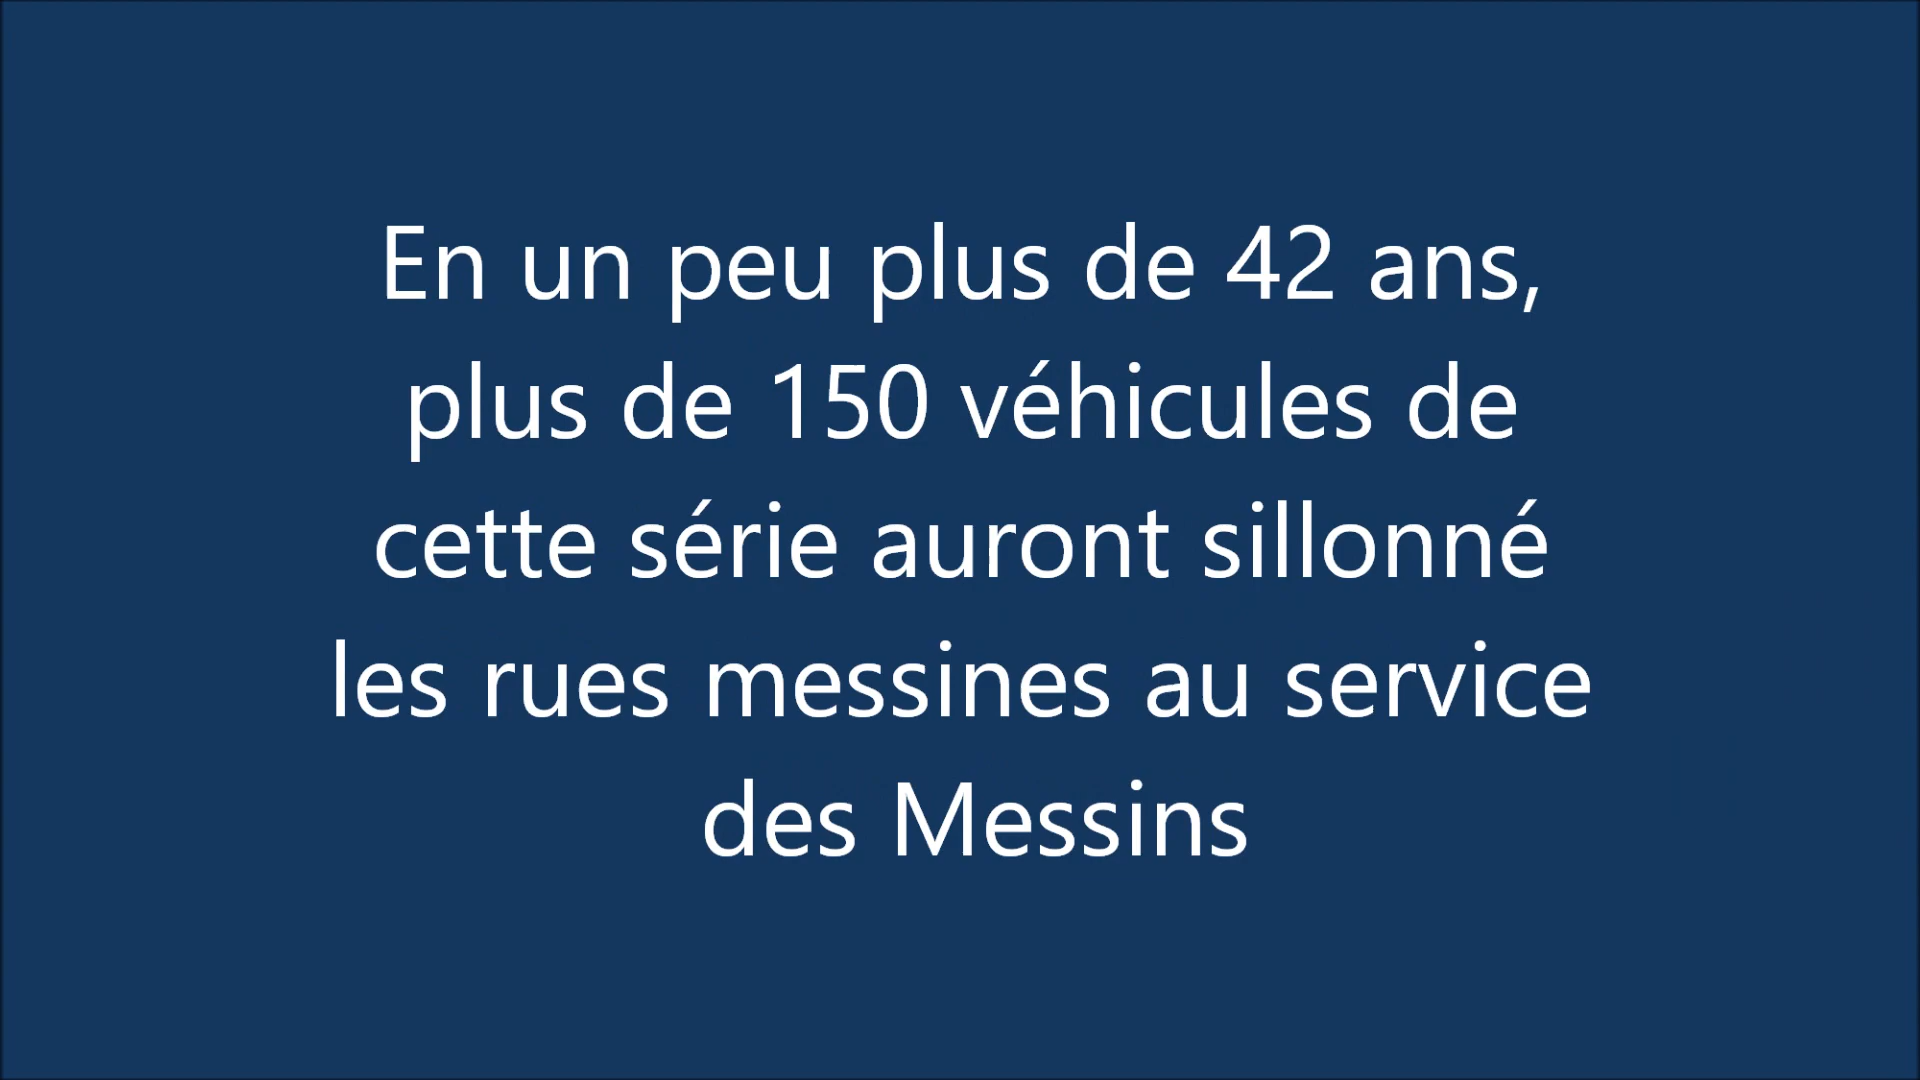 En un peu plus de 42 ans,
plus de 150 véhicules de
cette série auront sillonné
les rues messines au service
des Messins